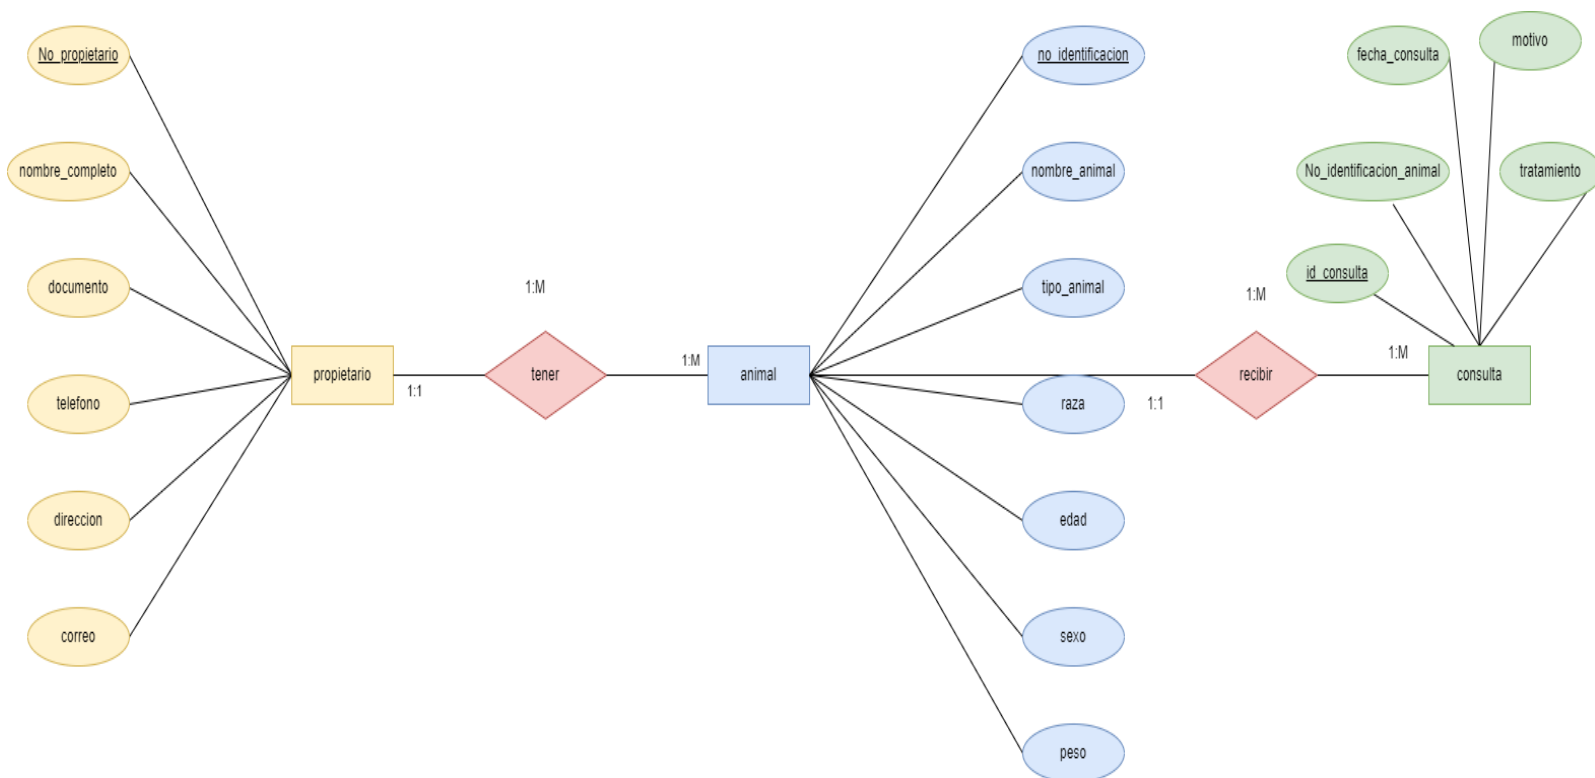 No_propietario
nombre_completo
documento
telefono
direccion
correo
propietario
1:1
1:M
tener
1:M
animal
no_identificacion
nombre_animal
tipo_animal
raza
edad
sexo
peso
1:1
1:M
recibir
1:M
consulta
id_consulta
No_identificacion_animal
fecha_consulta
motivo
tratamiento